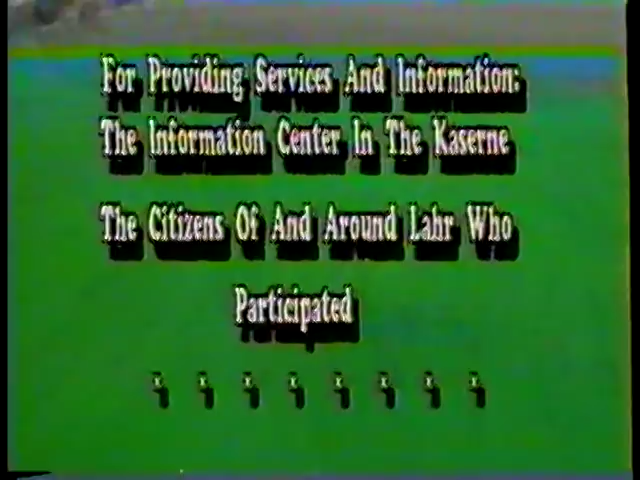 For Providing Services And Information:
The Information Center In The Kaserne
The Citizens Of And Around Lahr Who
Participated
* * * * * * * *